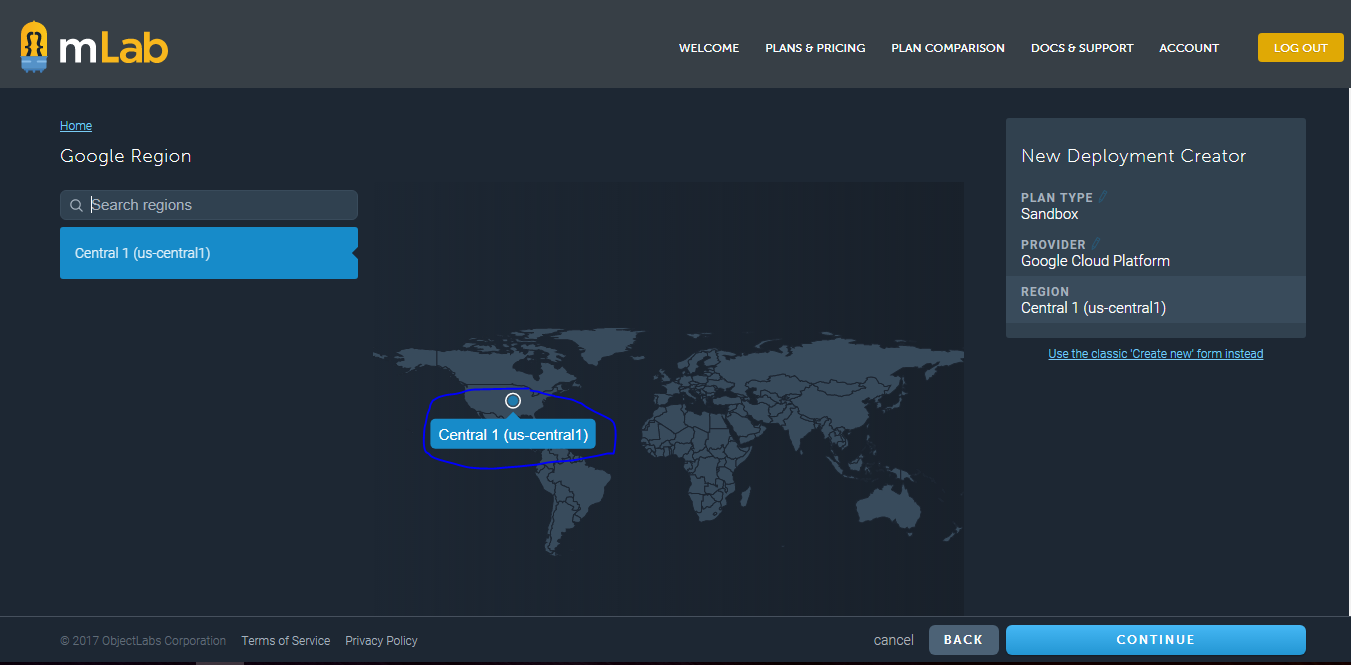 mLab
WELCOME PLANS & PRICING PLAN COMPARISON DOCS & SUPPORT ACCOUNT LOG OUT
Home
Google Region
Search regions
Central 1 (us-central1)
Central 1 (us-central1)
New Deployment Creator
PLAN TYPE
Sandbox
PROVIDER
Google Cloud Platform
REGION
Central 1 (us-central1)
Use the classic 'Create new' form instead
© 2017 ObjectLabs Corporation Terms of Service Privacy Policy
cancel BACK CONTINUE